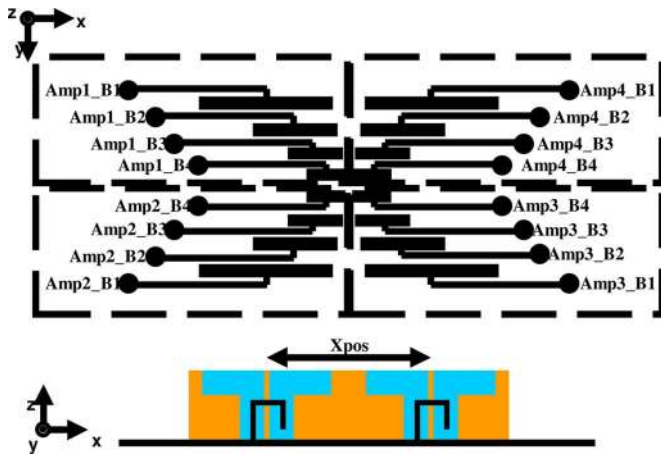 z x
y
Amp1_B1 Amp4_B1
Amp1_B2 Amp4_B2
Amp1_B3 Amp4_B3
Amp1_B4 Amp4_B4
Amp2_B4 Amp3_B4
Amp2_B3 Amp3_B3
Amp2_B2 Amp3_B2
Amp2_B1 Amp3_B1
Xpos
z
y x